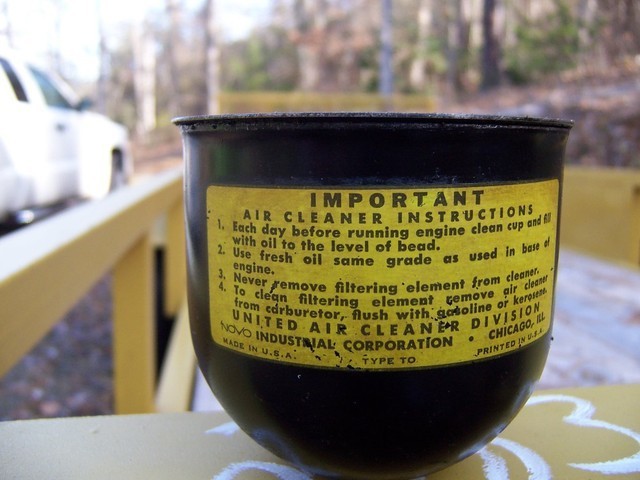 IMPORTANT
AIR CLEANER INSTRUCTIONS
1. Each day before running engine clean cup and fill
with oil to the level of bead.
2. Use fresh oil same grade as used in base of
engine.
3. Never remove filtering element from cleaner.
4. To clean filtering element remove air cleaner
from carburetor, flush with gasoline or kerosene.
UNITED AIR CLEANER DIVISION
NOVO INDUSTRIAL CORPORATION • CHICAGO, ILL.
MADE IN U.S.A. TYPE TO PRINTED IN U.S.A.